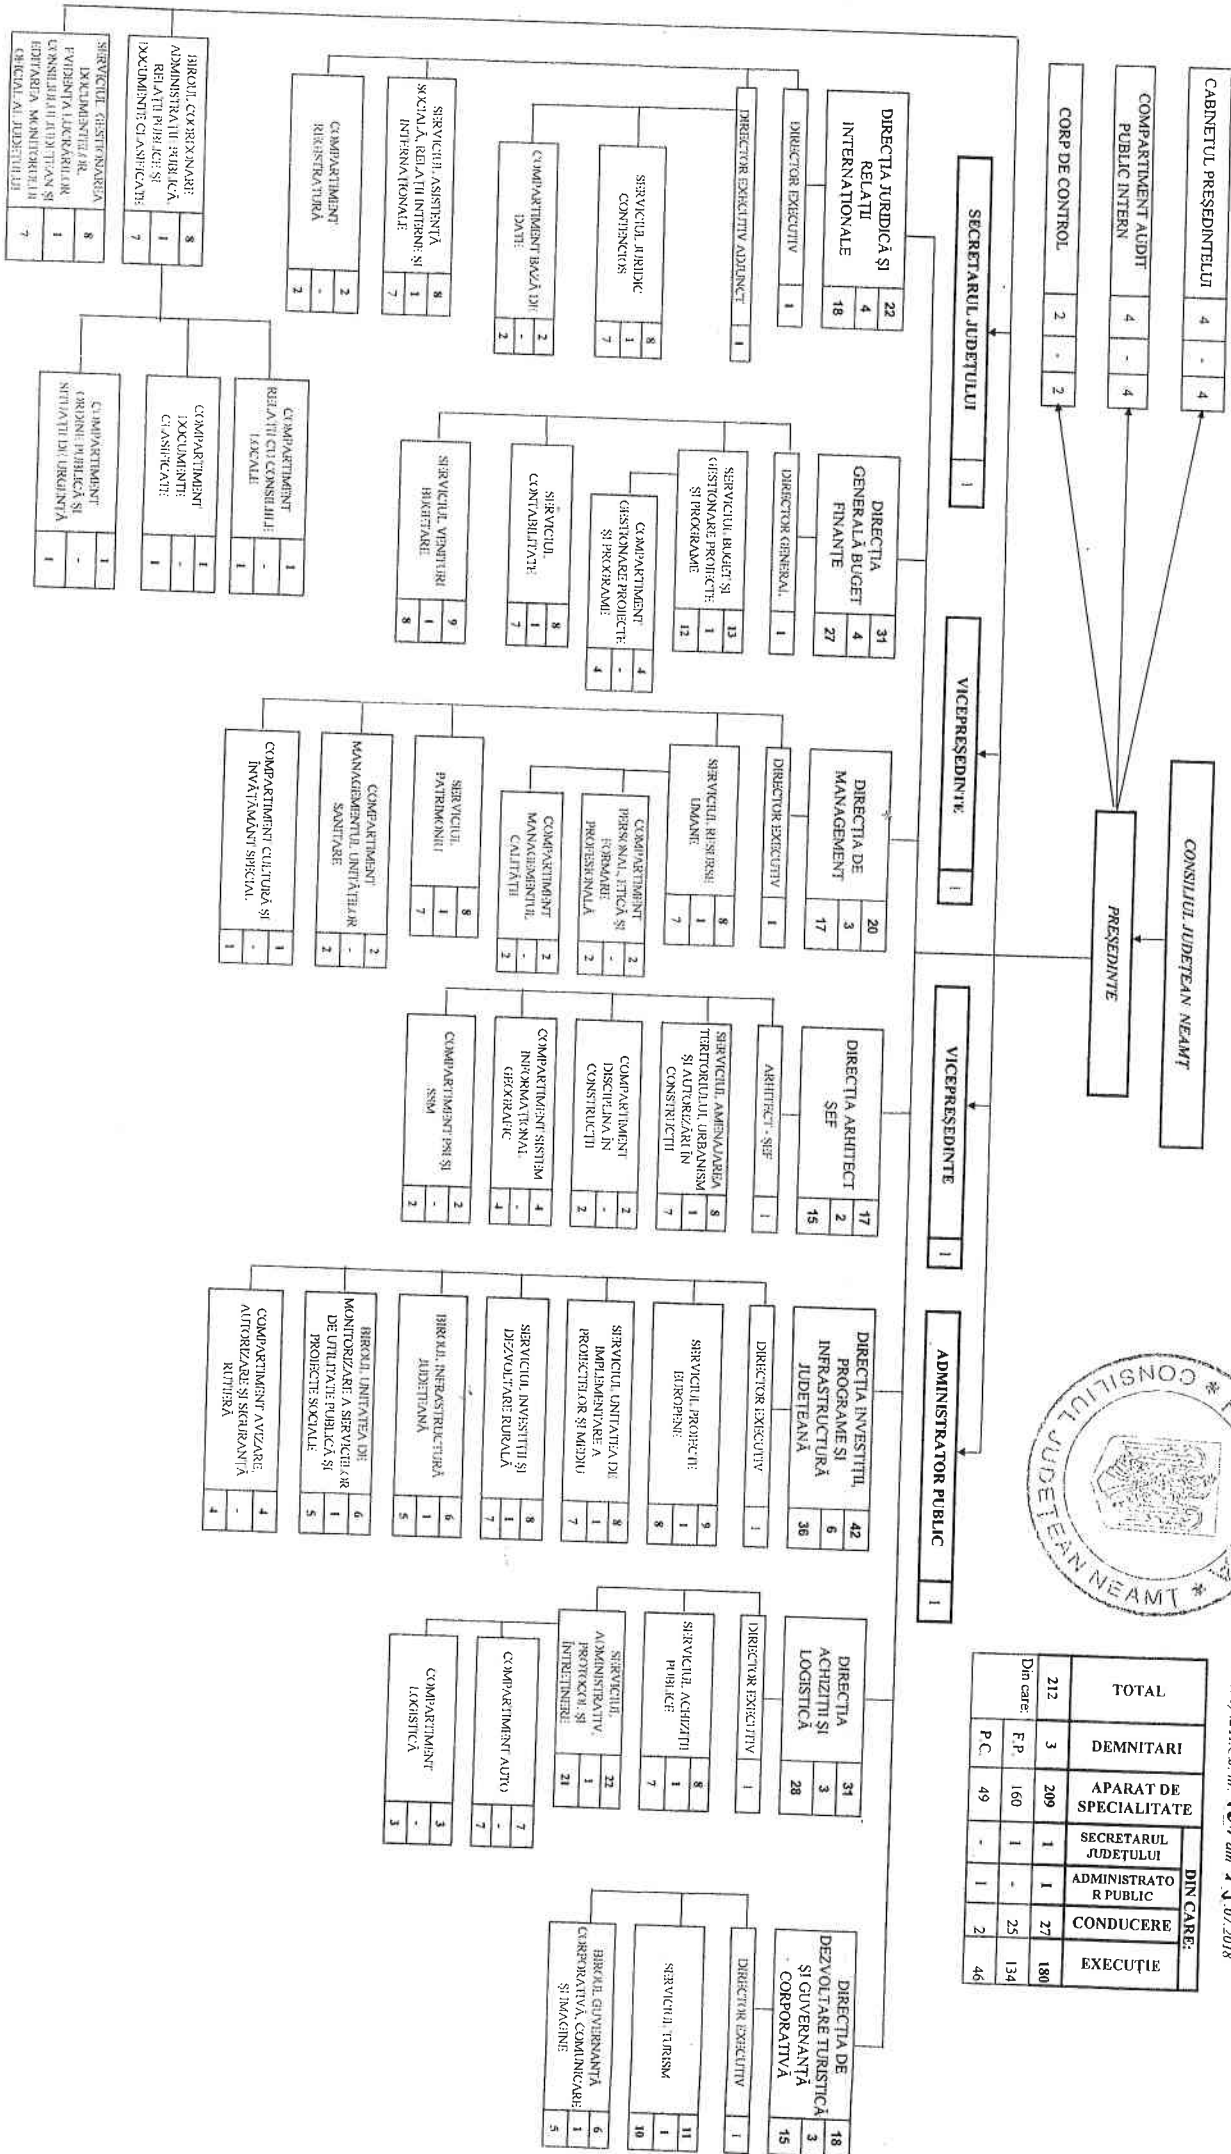 CONSILIUL JUDEȚEAN NEAMȚ
PREȘEDINTE
CABINETUL PREȘEDINTELUI 4 - 4
COMPARTIMENT AUDIT
PUBLIC INTERN 4 - 4
CORP DE CONTROL 2 - 2
.07.2018
TOTAL DEMNITARI APARAT DE
SPECIALITATE DIN CARE:
SECRETARUL
JUDEȚULUI ADMINISTRATO
R PUBLIC CONDUCERE EXECUȚIE
212 3 209 1 1 27 180
Din care: F.P. 160 1 - 25 134
P.C. 49 - 1 2 46
* CONSILIUL JUDEȚEAN NEAMȚ *
SECRETARUL JUDEȚULUI 1
VICEPREȘEDINTE 1
VICEPREȘEDINTE 1
ADMINISTRATOR PUBLIC 1
DIRECȚIA JURIDICĂ ȘI
RELAȚII
INTERNAȚIONALE
22
4
18
DIRECTOR EXECUTIV 1
DIRECTOR EXECUTIV ADJUNCT 1
SERVICIUL JURIDIC
CONTENCIOS
8
1
7
COMPARTIMENT BAZĂ DE
DATE
2
-
2
SERVICIUL ASISTENȚĂ
SOCIALĂ, RELAȚII INTERNE ȘI
INTERNAȚIONALE
8
1
7
COMPARTIMENT
REGISTRATURĂ
2
-
2
DIRECȚIA
GENERALĂ BUGET
FINANȚE
31
4
27
DIRECTOR GENERAL 1
SERVICIUL BUGET ȘI
GESTIONARE PROIECTE
ȘI PROGRAME
13
1
12
COMPARTIMENT
GESTIONARE PROIECTE
ȘI PROGRAME
4
-
4
SERVICIUL
CONTABILITATE
8
1
7
SERVICIUL VENITURI
BUGETARE
9
1
8
DIRECȚIA DE
MANAGEMENT
20
3
17
DIRECTOR EXECUTIV 1
SERVICIUL RESURSE
UMANE
8
1
7
COMPARTIMENT
PERSONAL, ETICĂ ȘI
FORMARE
PROFESIONALĂ
2
-
2
COMPARTIMENT
MANAGEMENTUL
CALITĂȚII
2
-
2
SERVICIUL
PATRIMONIU
8
1
7
COMPARTIMENT
MANAGEMENTUL UNITĂȚILOR
SANITARE
2
-
2
COMPARTIMENT CULTURĂ ȘI
ÎNVĂȚĂMÂNT SPECIAL
1
-
1
DIRECȚIA ARHITECT
ȘEF
17
2
15
ARHITECT - ȘEF 1
SERVICIUL AMENAJAREA
TERITORIULUI, URBANISM
ȘI AUTORIZĂRI ÎN
CONSTRUCȚII
8
1
7
COMPARTIMENT
DISCIPLINA ÎN
CONSTRUCȚII
2
-
2
COMPARTIMENT SISTEM
INFORMAȚIONAL
GEOGRAFIC
4
-
4
COMPARTIMENT PSI ȘI
SSM
2
-
2
DIRECȚIA INVESTIȚII,
PROGRAME ȘI
INFRASTRUCTURĂ
JUDEȚEANĂ
42
6
36
DIRECTOR EXECUTIV 1
SERVICIUL PROIECTE
EUROPENE
9
1
8
SERVICIUL UNITATEA DE
IMPLEMENTARE A
PROIECTELOR ȘI MEDIU
8
1
7
SERVICIUL INVESTIȚII ȘI
DEZVOLTARE RURALĂ
8
1
7
BIROUL INFRASTRUCTURĂ
JUDEȚEANĂ
6
1
5
BIROUL UNITATEA DE
MONITORIZARE A SERVICIILOR
DE UTILITATE PUBLICĂ ȘI
PROIECTE SOCIALE
6
1
5
COMPARTIMENT AVIZARE,
AUTORIZARE ȘI SIGURANȚĂ
RUTIERĂ
4
-
4
DIRECȚIA
ACHIZIȚII ȘI
LOGISTICĂ
31
3
28
DIRECTOR EXECUTIV 1
SERVICIUL ACHIZIȚII
PUBLICE
8
1
7
SERVICIUL
ADMINISTRATIV,
PROTOCOL ȘI
ÎNTREȚINERE
22
1
21
COMPARTIMENT AUTO
7
-
7
COMPARTIMENT
LOGISTICĂ
3
-
3
DIRECȚIA DE
DEZVOLTARE TURISTICĂ
ȘI GUVERNANȚĂ
CORPORATIVĂ
18
3
15
DIRECTOR EXECUTIV 1
SERVICIUL TURISM
11
1
10
BIROUL GUVERNANȚĂ
CORPORATIVĂ, COMUNICARE
ȘI IMAGINE
6
1
5
BIROUL COORDONARE
ADMINISTRAȚIE PUBLICĂ,
RELAȚII PUBLICE ȘI
DOCUMENTE CLASIFICATE
8
1
7
COMPARTIMENT
RELAȚII CU CONSILIILE
LOCALE
1
-
1
COMPARTIMENT
DOCUMENTE
CLASIFICATE
1
-
1
COMPARTIMENT
ORDINE PUBLICĂ ȘI
SITUAȚII DE URGENȚĂ
1
-
1
SERVICIUL GESTIONAREA
DOCUMENTELOR,
EVIDENȚA LUCRĂRILOR
CONSILIULUI JUDEȚEAN ȘI
EDITAREA MONITORULUI
OFICIAL AL JUDEȚULUI
8
1
7